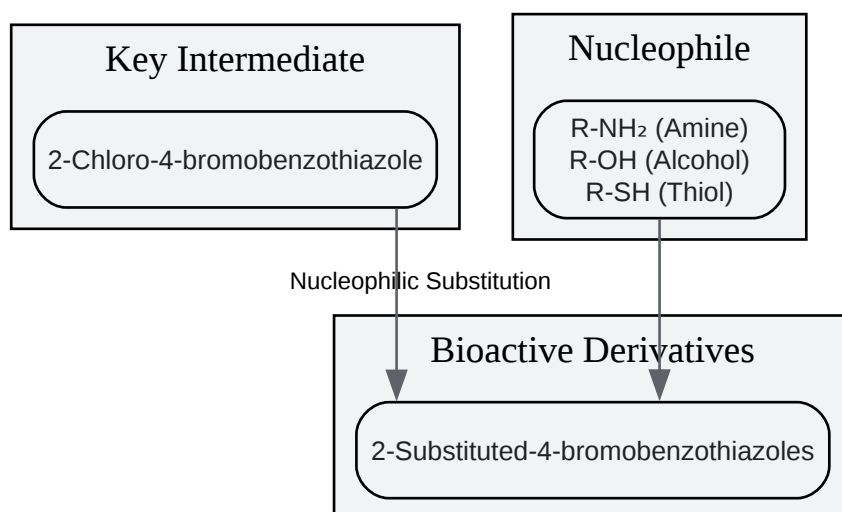 Key Intermediate
2-Chloro-4-bromobenzothiazole
Nucleophile
R-NH₂ (Amine)
R-OH (Alcohol)
R-SH (Thiol)
Nucleophilic Substitution
Bioactive Derivatives
2-Substituted-4-bromobenzothiazoles